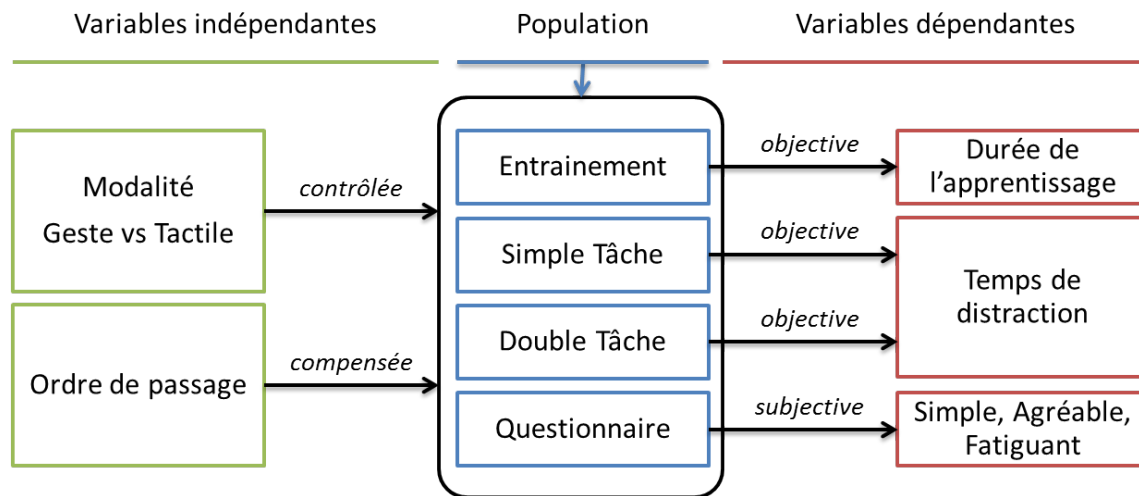 Variables indépendantes
Population
Variables dépendantes
Modalité
Geste vs Tactile
contrôlée
Ordre de passage
compensée
Entrainement
Simple Tâche
Double Tâche
Questionnaire
objective
objective
objective
subjective
Durée de
l’apprentissage
Temps de
distraction
Simple, Agréable,
Fatiguant